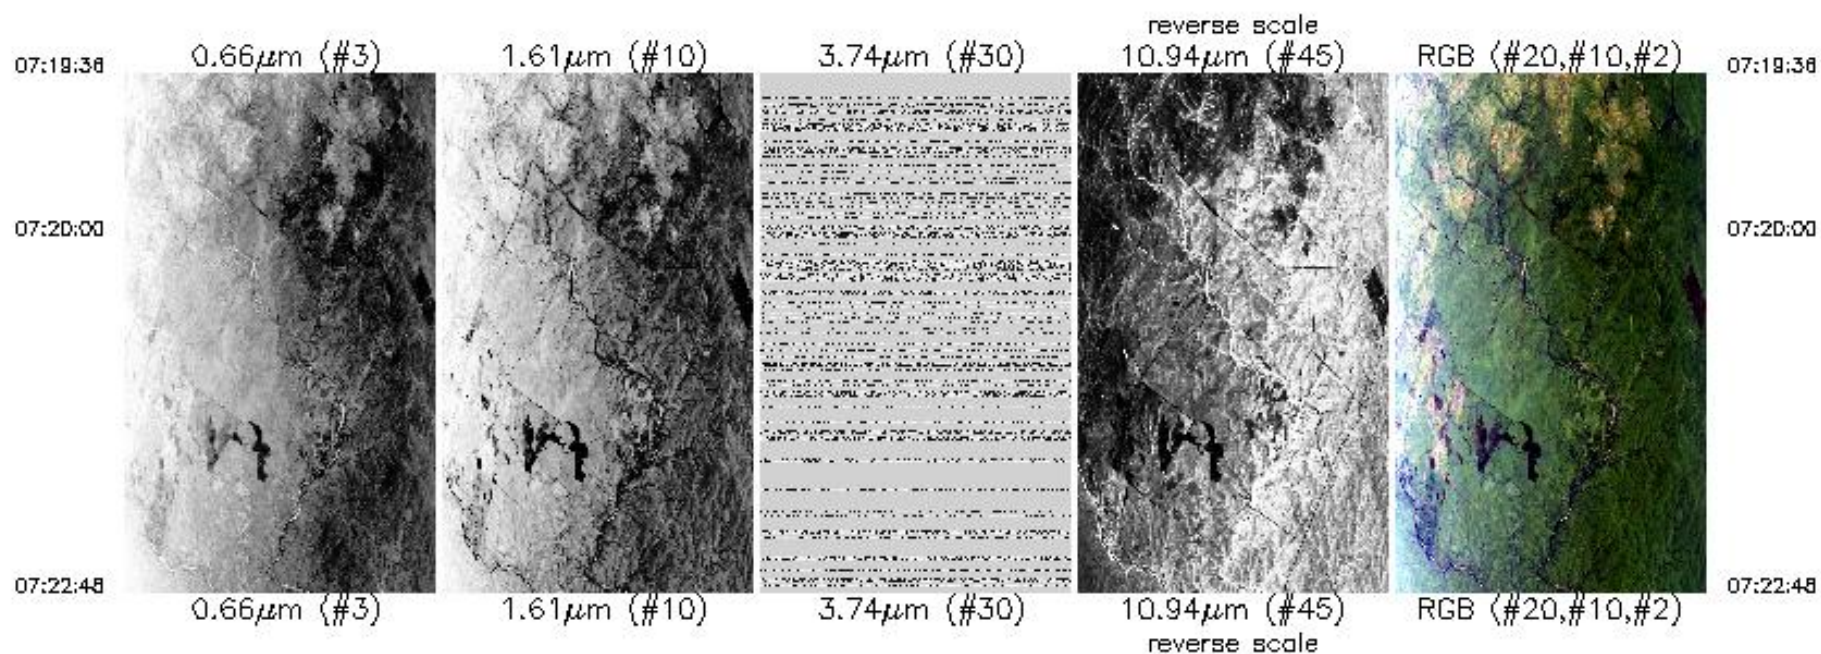 reverse scale
0.66μm (#3) 1.61μm (#10) 3.74μm (#30) 10.94μm (#45) RGB (#20,#10,#2)
07:19:36 07:19:36
07:20:00 07:20:00
07:22:48 07:22:48
0.66μm (#3) 1.61μm (#10) 3.74μm (#30) 10.94μm (#45) RGB (#20,#10,#2)
reverse scale